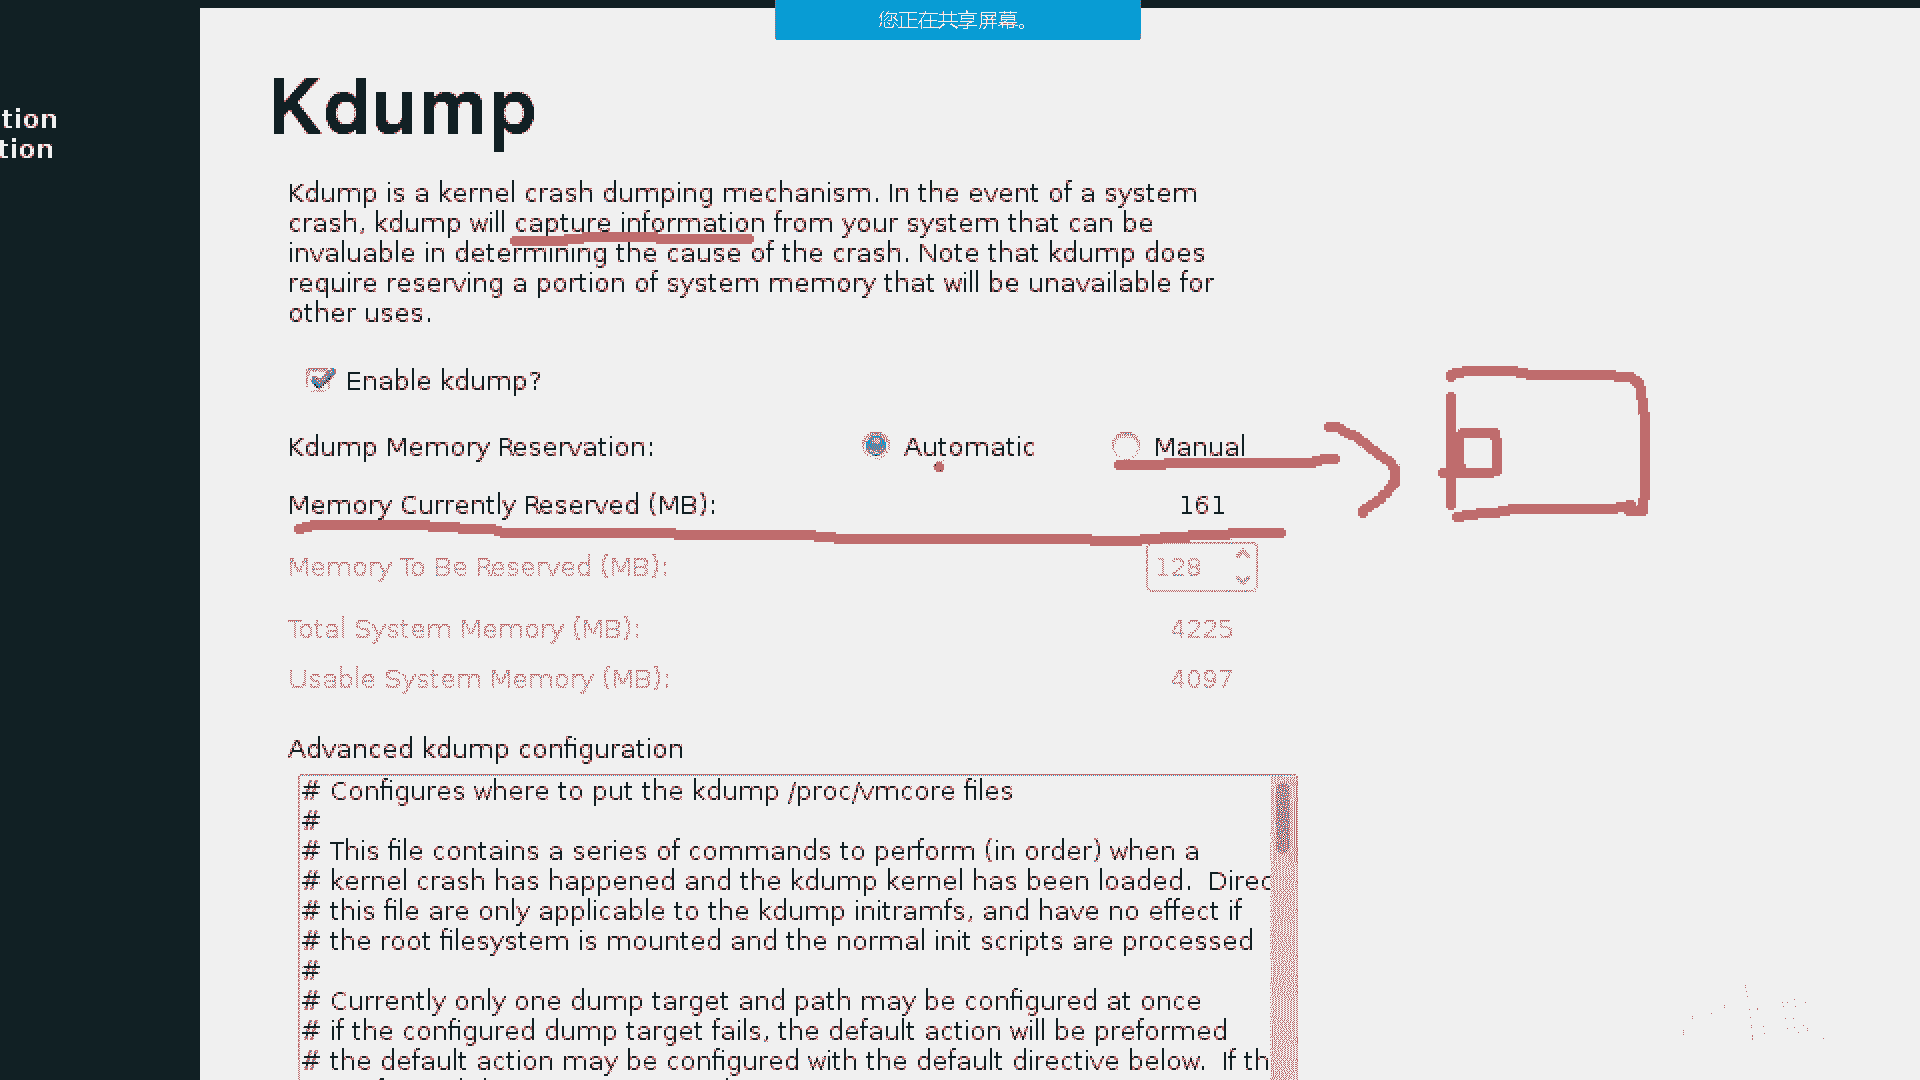 您正在共享屏幕。
tion
tion
Kdump
Kdump is a kernel crash dumping mechanism. In the event of a system
crash, kdump will capture information from your system that can be
invaluable in determining the cause of the crash. Note that kdump does
require reserving a portion of system memory that will be unavailable for
other uses.
Enable kdump?
Kdump Memory Reservation: Automatic Manual
Memory Currently Reserved (MB): 161
Memory To Be Reserved (MB): 128
Total System Memory (MB): 4225
Usable System Memory (MB): 4097
Advanced kdump configuration
# Configures where to put the kdump /proc/vmcore files
#
# This file contains a series of commands to perform (in order) when a
# kernel crash has happened and the kdump kernel has been loaded.  Direc
# this file are only applicable to the kdump initramfs, and have no effect if
# the root filesystem is mounted and the normal init scripts are processed
#
# Currently only one dump target and path may be configured at once
# if the configured dump target fails, the default action will be preformed
# the default action may be configured with the default directive below.  If th